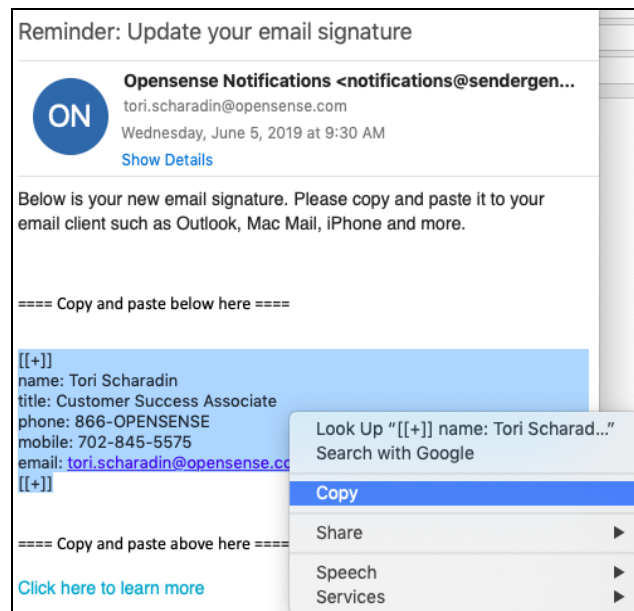 Reminder: Update your email signature
ON
Opensense Notifications <notifications@sendergen...
tori.scharadin@opensense.com
Wednesday, June 5, 2019 at 9:30 AM
Show Details
Below is your new email signature. Please copy and paste it to your
email client such as Outlook, Mac Mail, iPhone and more.
==== Copy and paste below here ====
[[+]]
name: Tori Scharadin
title: Customer Success Associate
phone: 866-OPENSENSE
mobile: 702-845-5575
email: tori.scharadin@opensense.co
[[+]]
Look Up “[[+]] name: Tori Scharad...”
Search with Google
Copy
Share
Speech
Services
==== Copy and paste above here ====
Click here to learn more